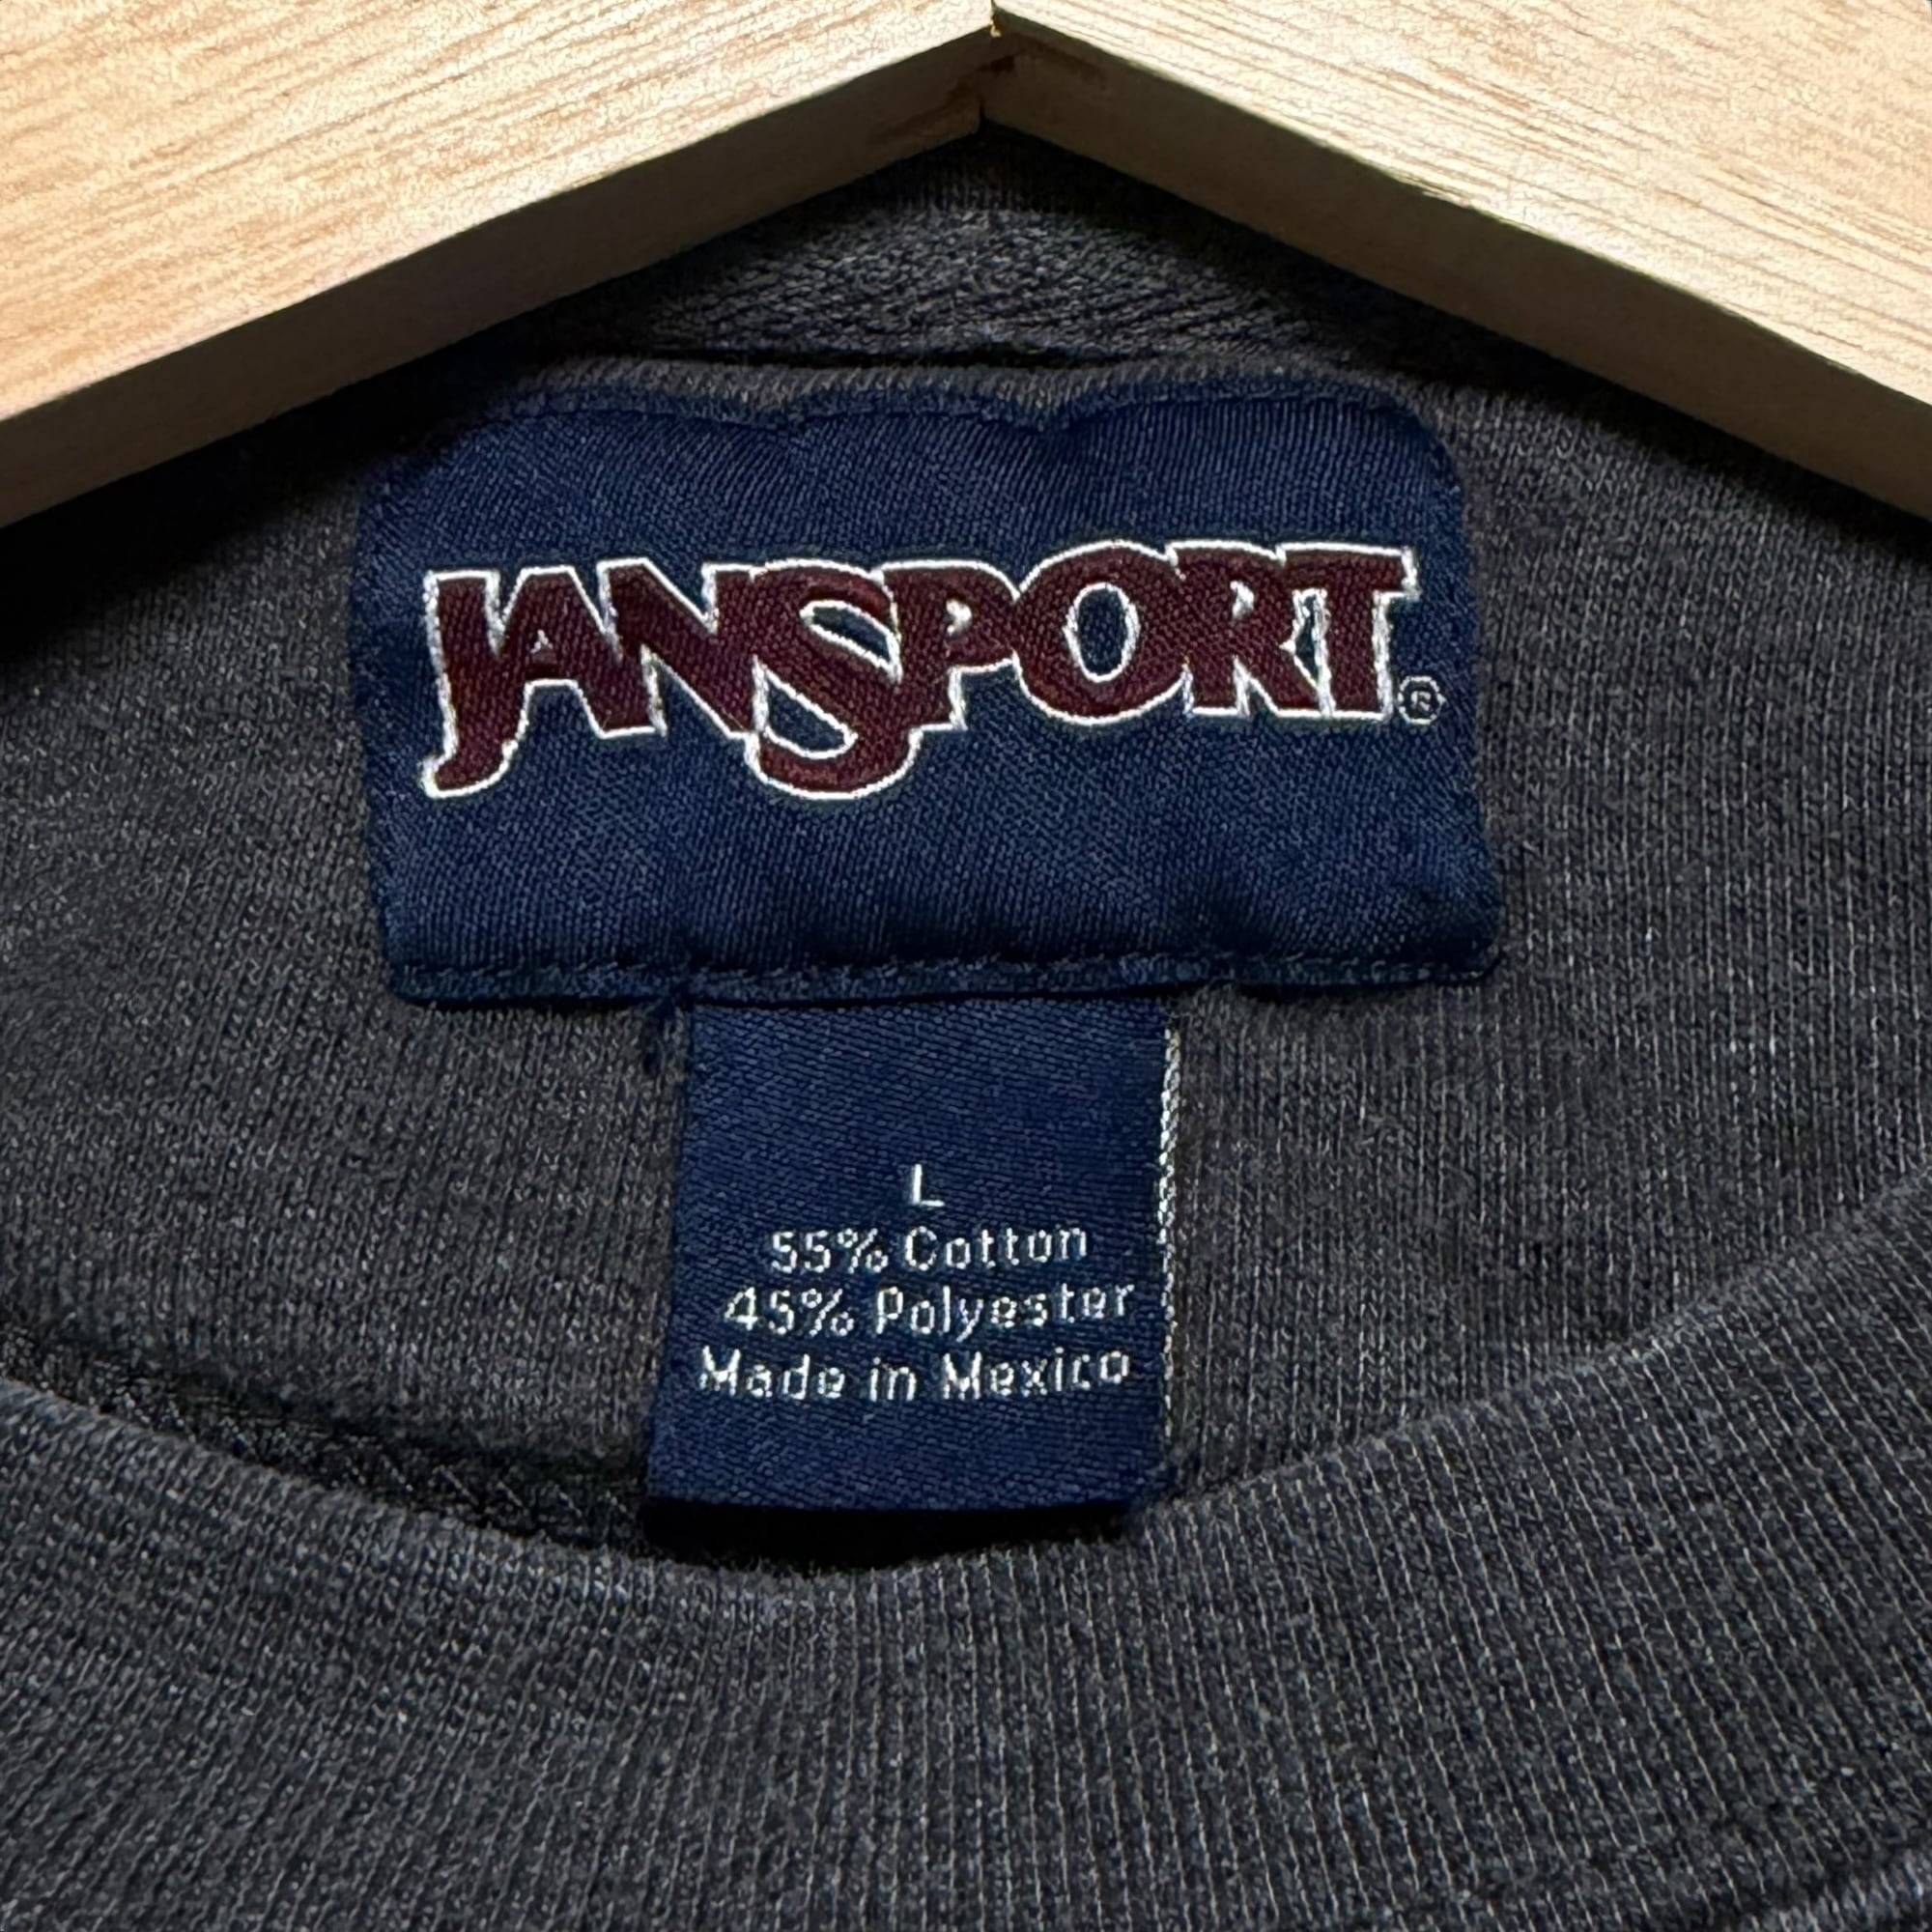 JANSPORT®
L
55% Cotton
45% Polyester
Made in Mexico